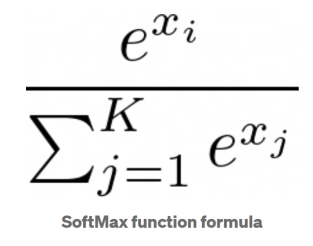 e^{x_i}
∑_{j=1}^{K} e^{x_j}
SoftMax function formula